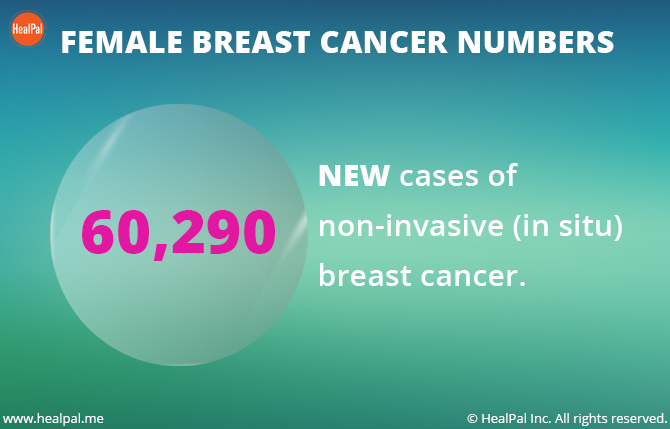 HealPal
FEMALE BREAST CANCER NUMBERS
60,290
NEW cases of
non-invasive (in situ)
breast cancer.
www.healpal.me
© HealPal Inc. All rights reserved.